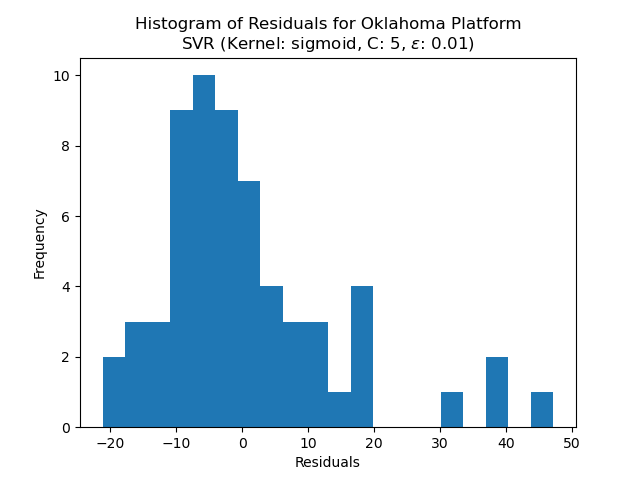 Histogram of Residuals for Oklahoma Platform
SVR (Kernel: sigmoid, C: 5, ε: 0.01)
10
8
6
4
2
0
Frequency
−20 −10 0 10 20 30 40 50
Residuals